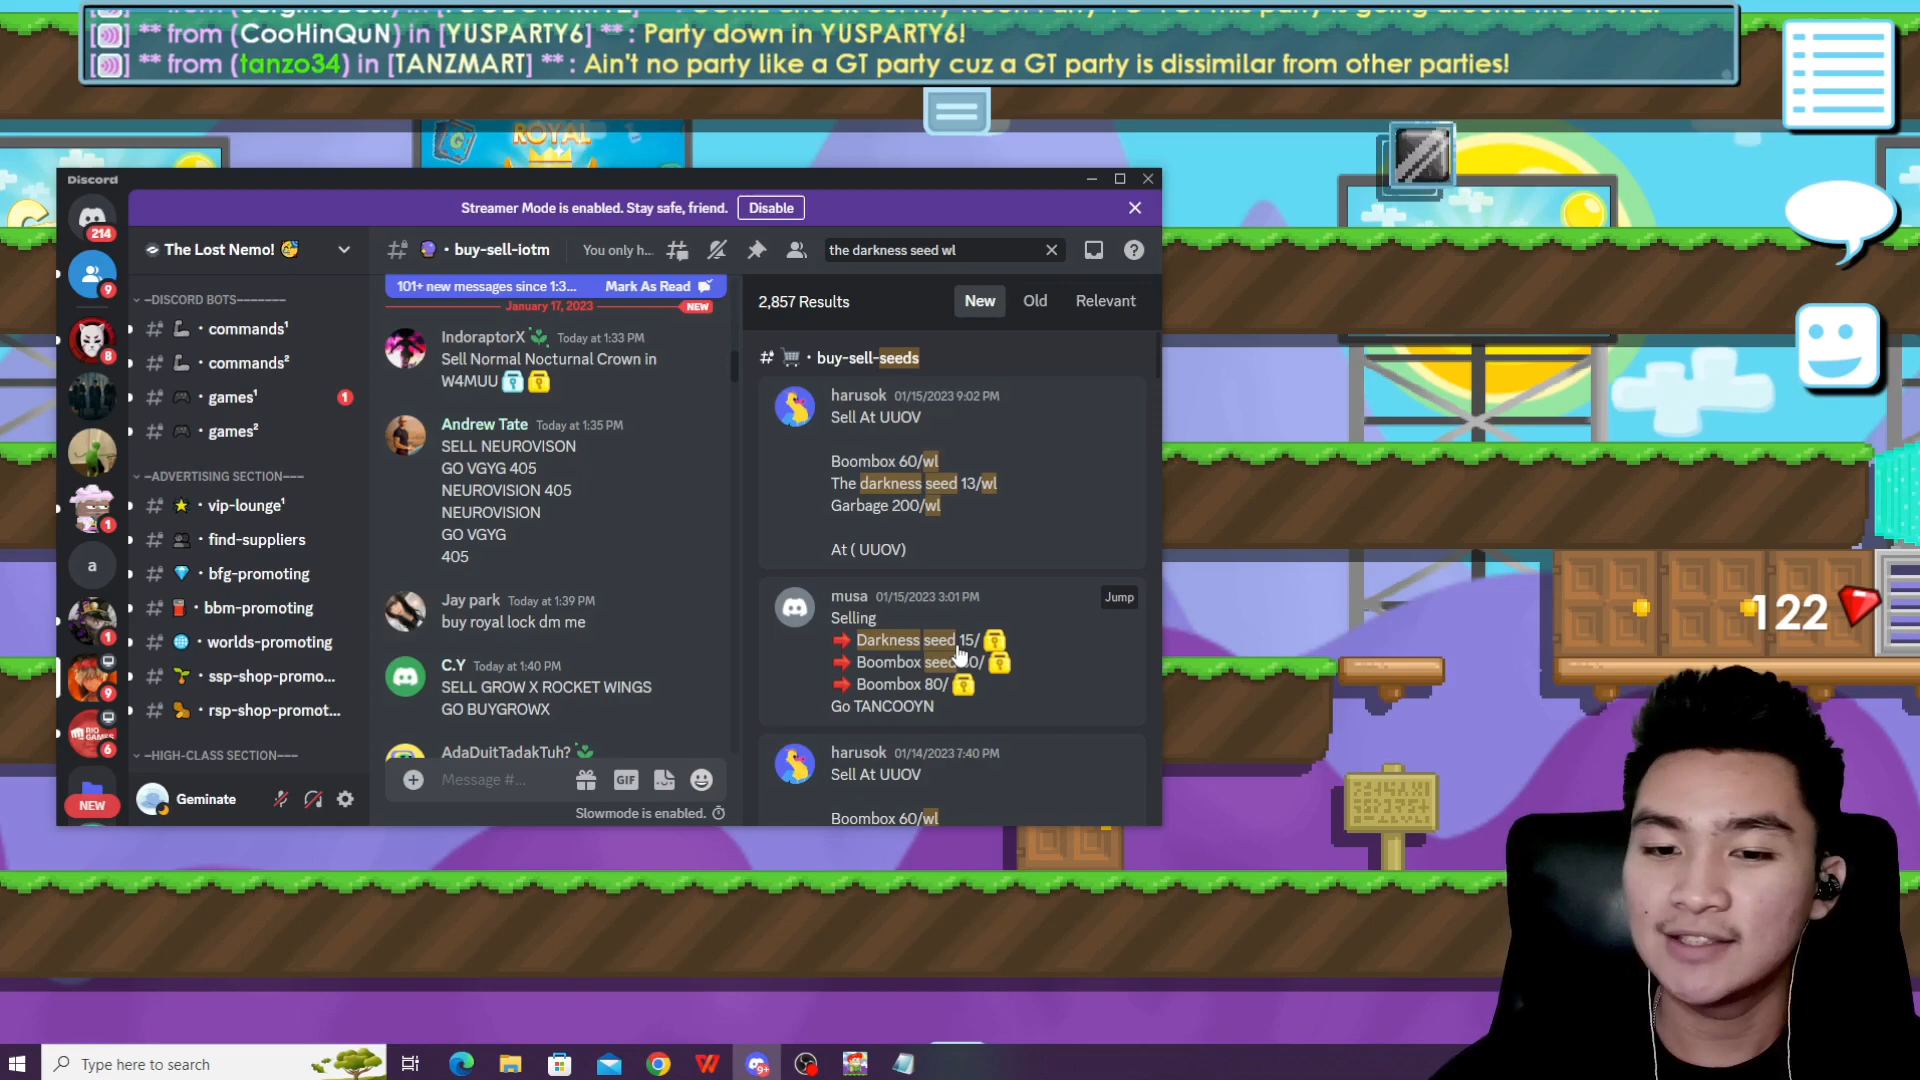 ** from (CooHinQuN) in [YUSPARTY6] ** : Party down in YUSPARTY6!
** from (tanzo34) in [TANZMART] ** : Ain't no party like a GT party cuz a GT party is dissimilar from other parties!
ROYAL
Discord
Streamer Mode is enabled. Stay safe, friend. Disable
214
9
8
1
a
1
9
6
NEW
The Lost Nemo!
—DISCORD BOTS———
commands¹
commands²
games¹ 1
games²
—ADVERTISING SECTION——
vip-lounge¹
find-suppliers
bfg-promoting
bbm-promoting
worlds-promoting
ssp-shop-promo...
rsp-shop-promot...
—HIGH-CLASS SECTION—
Geminate
buy-sell-iotm
You only h...
the darkness seed wl
101+ new messages since 1:3... Mark As Read
January 17, 2023 NEW
IndoraptorX Today at 1:33 PM
Sell Normal Nocturnal Crown in
W4MUU
Andrew Tate Today at 1:35 PM
SELL NEUROVISON
GO VGYG 405
NEUROVISION 405
NEUROVISION
GO VGYG
405
Jay park Today at 1:39 PM
buy royal lock dm me
C.Y Today at 1:40 PM
SELL GROW X ROCKET WINGS
GO BUYGROWX
AdaDuitTadakTuh?
Message #...
GIF
Slowmode is enabled.
2,857 Results
New Old Relevant
buy-sell-seeds
harusok 01/15/2023 9:02 PM
Sell At UUOV
Boombox 60/wl
The darkness seed 13/wl
Garbage 200/wl
At ( UUOV)
musa 01/15/2023 3:01 PM
Jump
Selling
Darkness seed 15/
Boombox seed
Boombox 80/
Go TANCOOYN
harusok 01/14/2023 7:40 PM
Sell At UUOV
Boombox 60/wl
122
Type here to search
9+